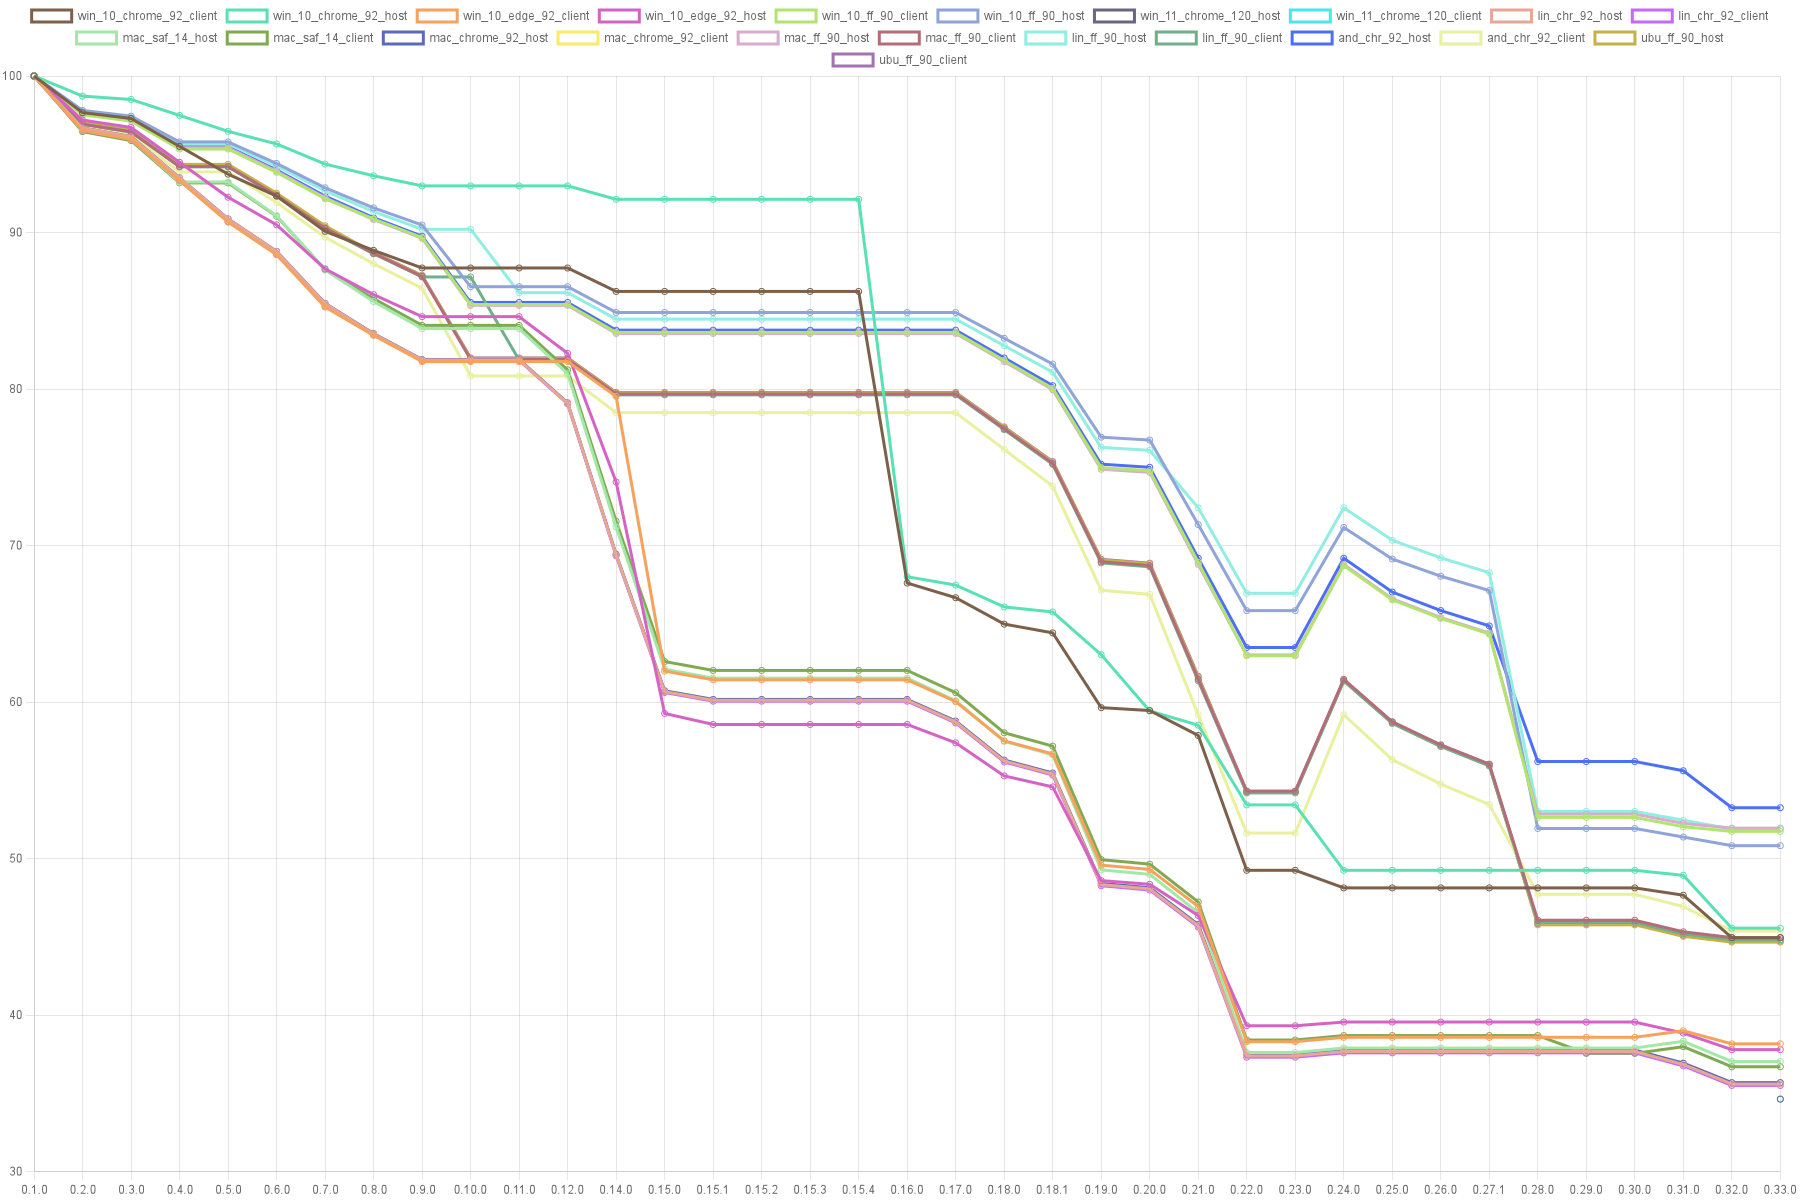 win_10_chrome_92_client win_10_chrome_92_host win_10_edge_92_client win_10_edge_92_host win_10_ff_90_client win_10_ff_90_host win_11_chrome_120_host win_11_chrome_120_client lin_chr_92_host lin_chr_92_client
mac_saf_14_host mac_saf_14_client mac_chrome_92_host mac_chrome_92_client mac_ff_90_host mac_ff_90_client lin_ff_90_host lin_ff_90_client and_chr_92_host and_chr_92_client ubu_ff_90_host
ubu_ff_90_client
100
90
80
70
60
50
40
30
0.1.0 0.2.0 0.3.0 0.4.0 0.5.0 0.6.0 0.7.0 0.8.0 0.9.0 0.10.0 0.11.0 0.12.0 0.14.0 0.15.0 0.15.1 0.15.2 0.15.3 0.15.4 0.16.0 0.17.0 0.18.0 0.18.1 0.19.0 0.20.0 0.21.0 0.22.0 0.23.0 0.24.0 0.25.0 0.26.0 0.27.1 0.28.0 0.29.0 0.30.0 0.31.0 0.32.0 0.33.0